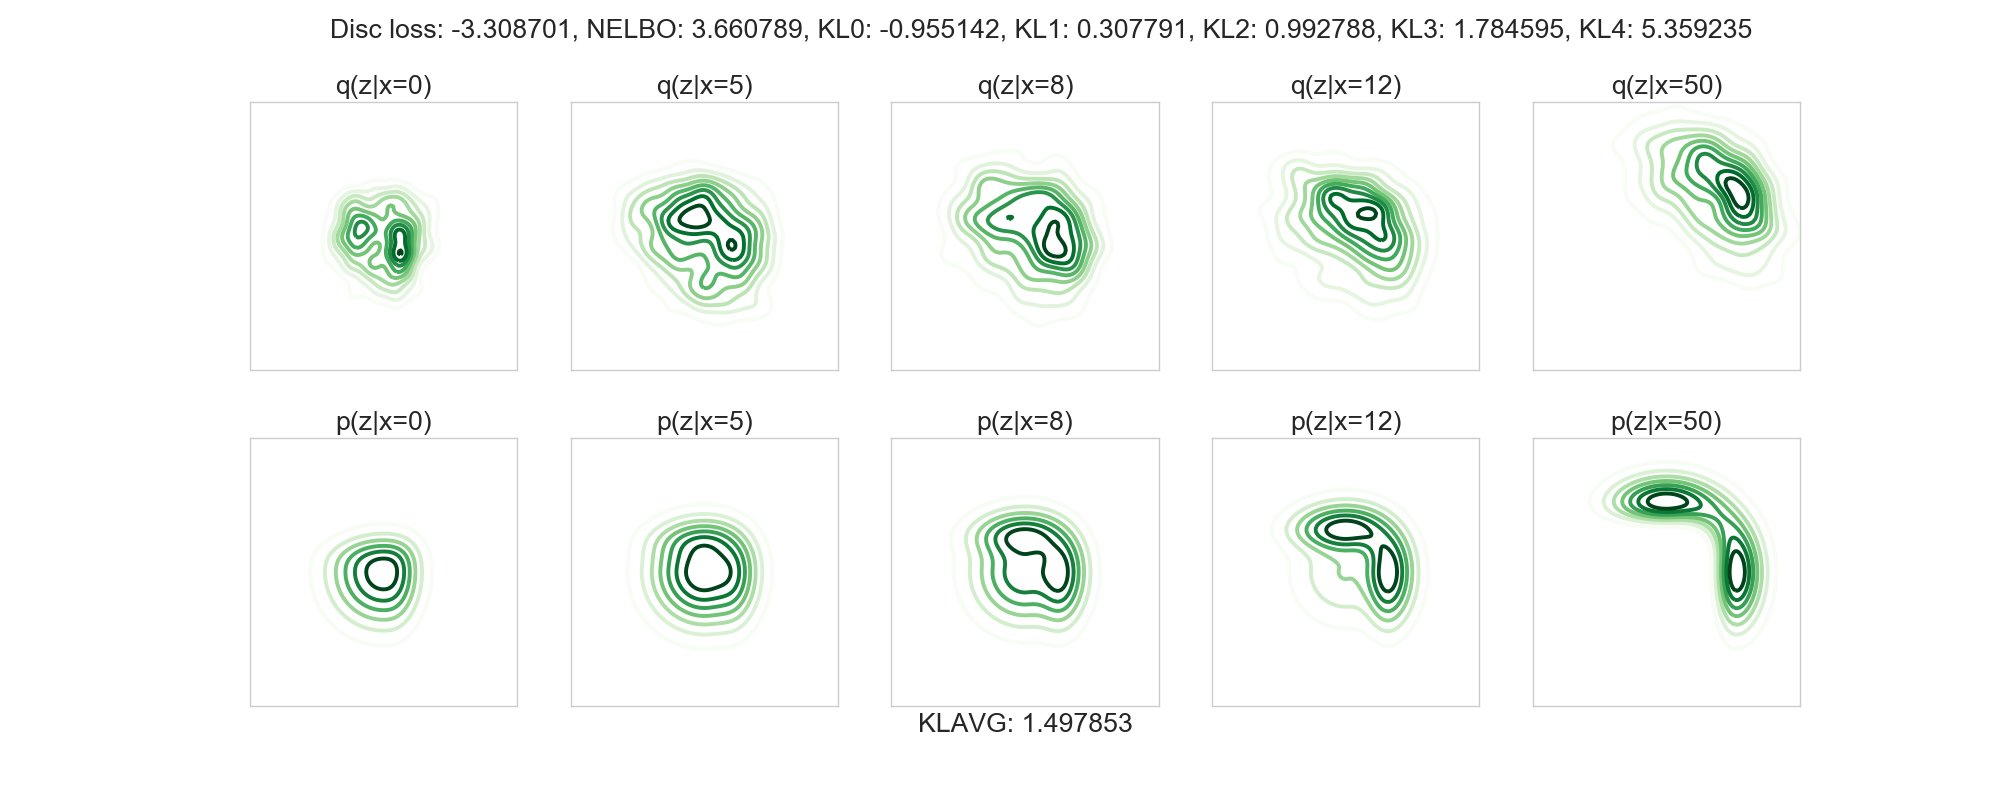 Disc loss: -3.308701, NELBO: 3.660789, KL0: -0.955142, KL1: 0.307791, KL2: 0.992788, KL3: 1.784595, KL4: 5.359235
q(z|x=0) q(z|x=5) q(z|x=8) q(z|x=12) q(z|x=50)
p(z|x=0) p(z|x=5) p(z|x=8) p(z|x=12) p(z|x=50)
KLAVG: 1.497853